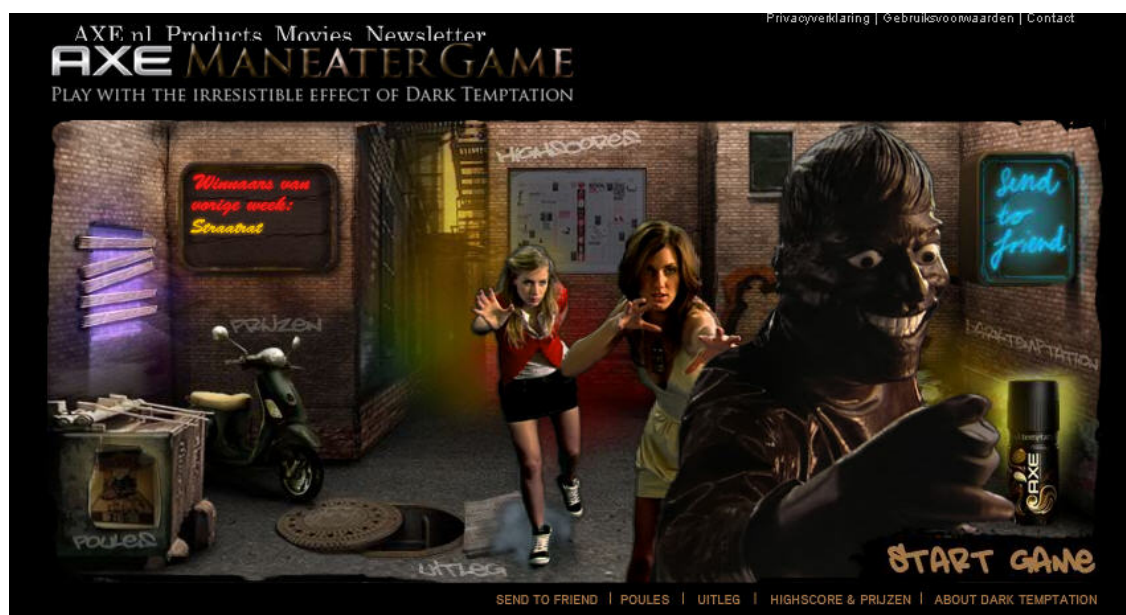 Privacyverklaring | Gebruiksvoorwaarden | Contact
AXE nl Products Movies Newsletter
AXE MANEATERGAME
PLAY WITH THE IRRESISTIBLE EFFECT OF DARK TEMPTATION
HIGHSCORES
Winnaars van
vorige week:
Straatrat
Send
to
friend
PRIJZEN
DARK TEMPTATION
AXE
POULES
UITLEG
START GAME
SEND TO FRIEND | POULES | UITLEG | HIGHSCORE & PRIJZEN | ABOUT DARK TEMPTATION